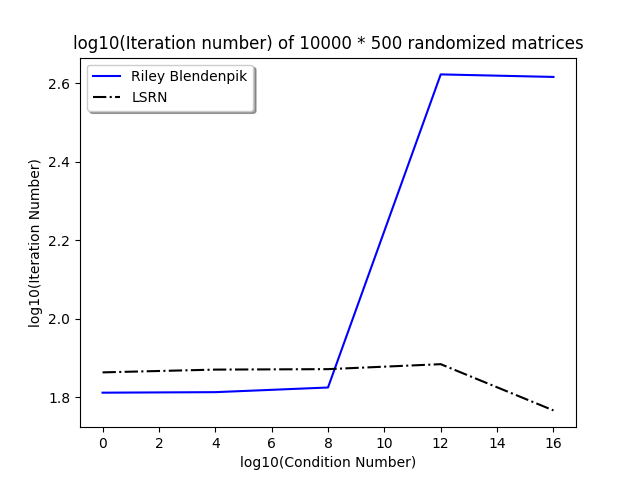 log10(Iteration number) of 10000 * 500 randomized matrices
Riley Blendenpik
LSRN
log10(Iteration Number)
2.6
2.4
2.2
2.0
1.8
0 2 4 6 8 10 12 14 16
log10(Condition Number)